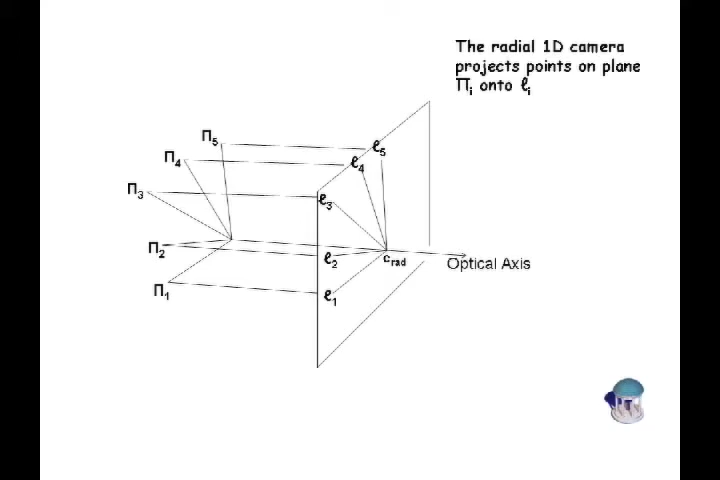 The radial 1D camera
projects points on plane
Πi onto ℓi
Π5
ℓ5
Π4
ℓ4
Π3
ℓ3
Π2
ℓ2
crad
Optical Axis
Π1
ℓ1